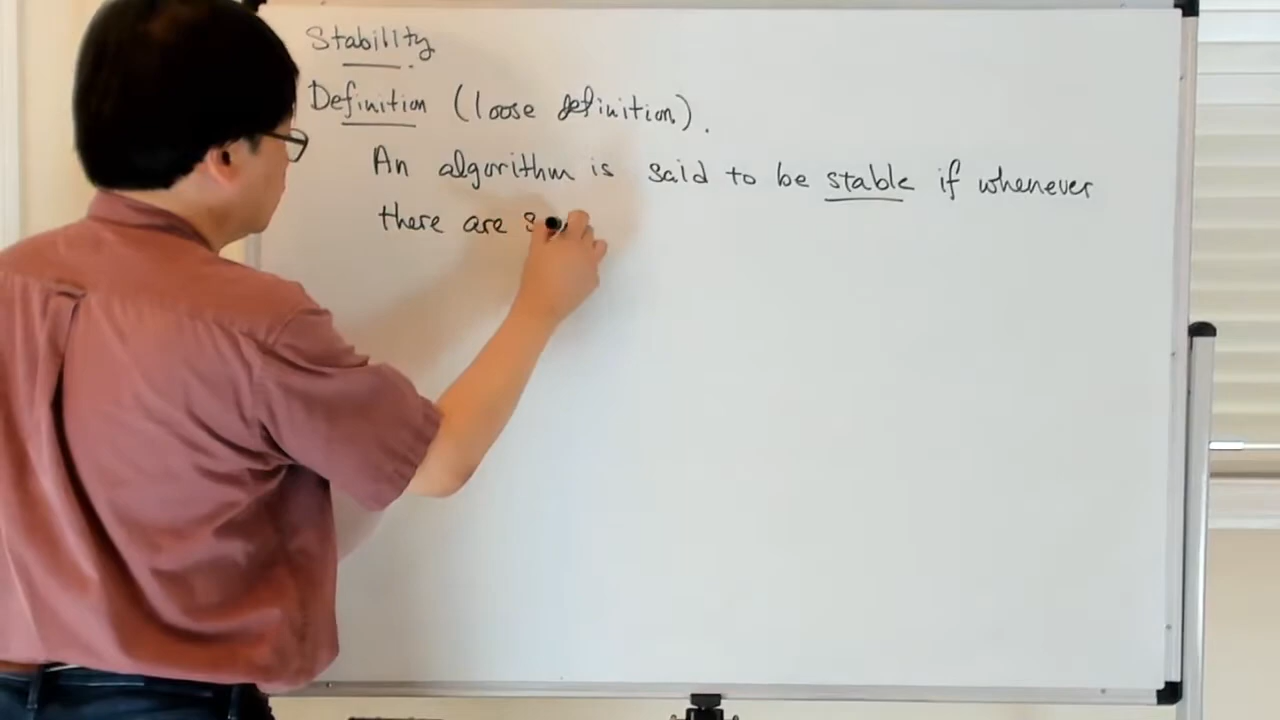 Stability
Definition (loose definition).
An algorithm is said to be stable if whenever
there are